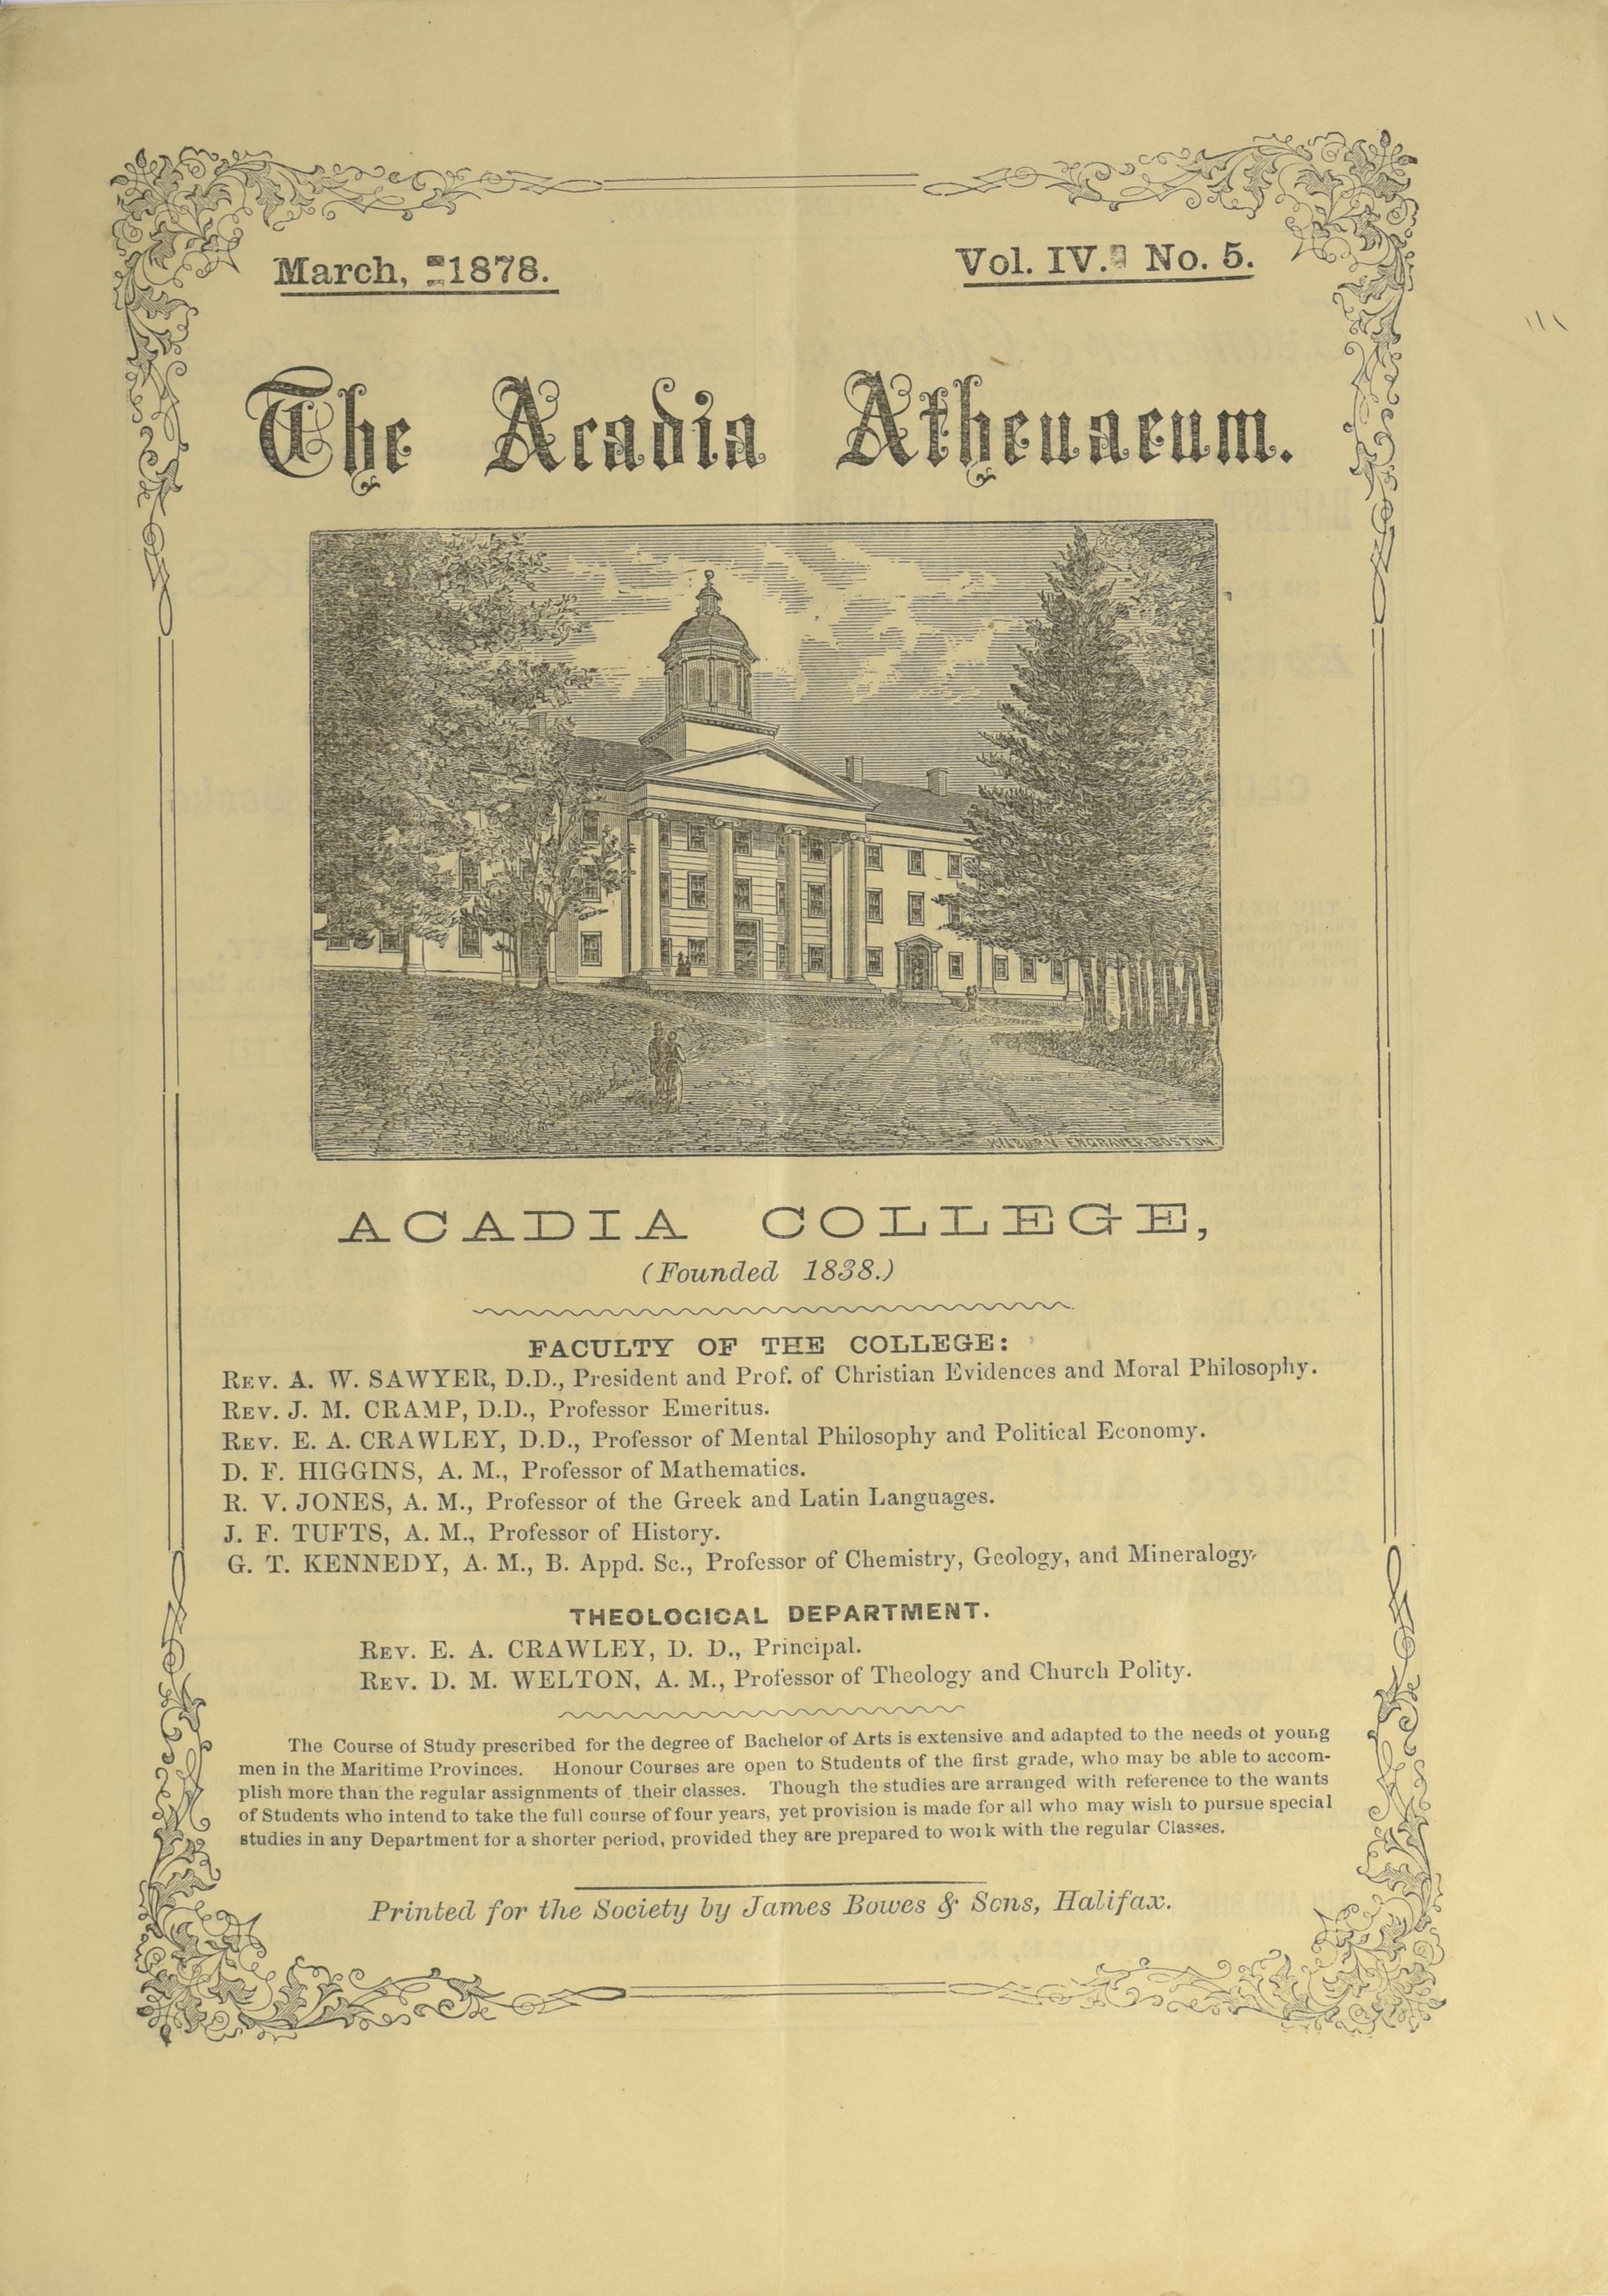 March, 1878.
Vol. IV. No. 5.
The Acadia Athenaeum.
KILBURN ENGRAVER BOSTON.
ACADIA COLLEGE,
(Founded 1838.)
FACULTY OF THE COLLEGE:
REV. A. W. SAWYER, D.D., President and Prof. of Christian Evidences and Moral Philosophy.
REV. J. M. CRAMP, D.D., Professor Emeritus.
REV. E. A. CRAWLEY, D.D., Professor of Mental Philosophy and Political Economy.
D. F. HIGGINS, A. M., Professor of Mathematics.
R. V. JONES, A. M., Professor of the Greek and Latin Languages.
J. F. TUFTS, A. M., Professor of History.
G. T. KENNEDY, A. M., B. Appd. Sc., Professor of Chemistry, Geology, and Mineralogy.
THEOLOGICAL DEPARTMENT.
REV. E. A. CRAWLEY, D. D., Principal.
REV. D. M. WELTON, A. M., Professor of Theology and Church Polity.
The Course of Study prescribed for the degree of Bachelor of Arts is extensive and adapted to the needs of young
men in the Maritime Provinces. Honour Courses are open to Students of the first grade, who may be able to accom-
plish more than the regular assignments of their classes. Though the studies are arranged with reference to the wants
of Students who intend to take the full course of four years, yet provision is made for all who may wish to pursue special
studies in any Department for a shorter period, provided they are prepared to work with the regular Classes.
Printed for the Society by James Bowes & Sons, Halifax.